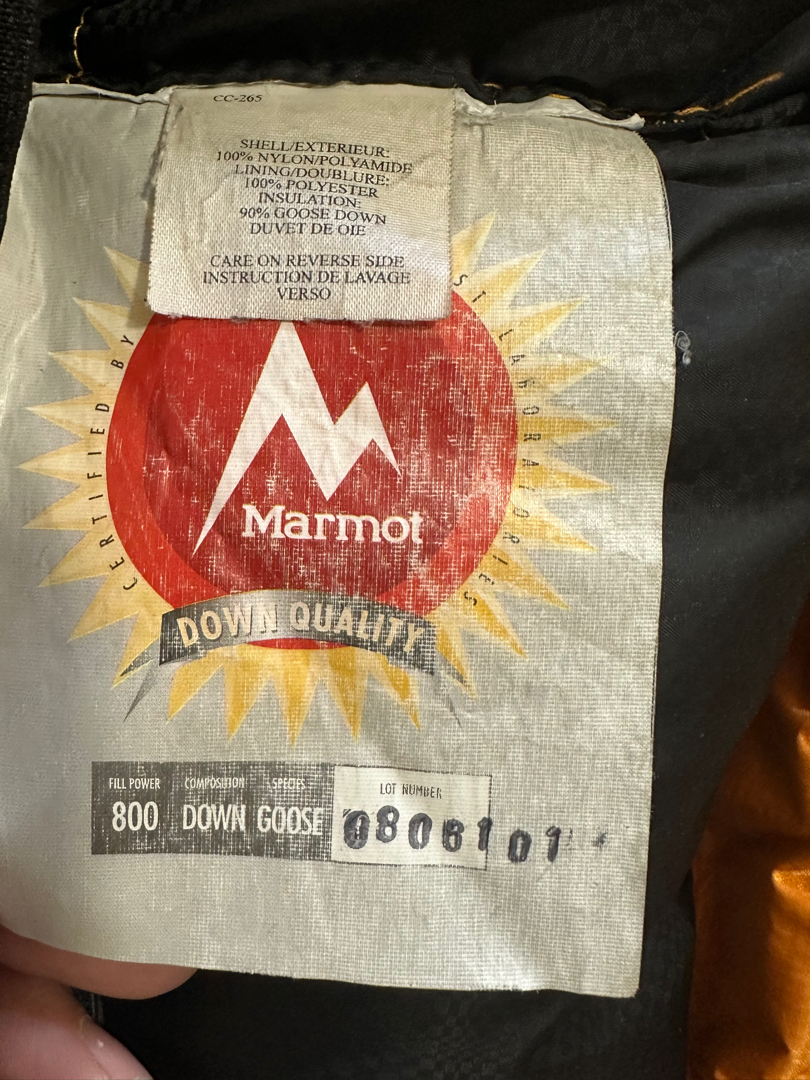 CC-265
SHELL/EXTERIEUR:
100% NYLON/POLYAMIDE
LINING/DOUBLURE:
100% POLYESTER
INSULATION:
90% GOOSE DOWN
DUVET DE OIE
CARE ON REVERSE SIDE
INSTRUCTION DE LAVAGE
VERSO
CERTIFIED BY
ST LABORATORIES
Marmot
DOWN QUALITY
FILL POWER COMPOSITION SPECIES LOT NUMBER
800 DOWN GOOSE 0806101